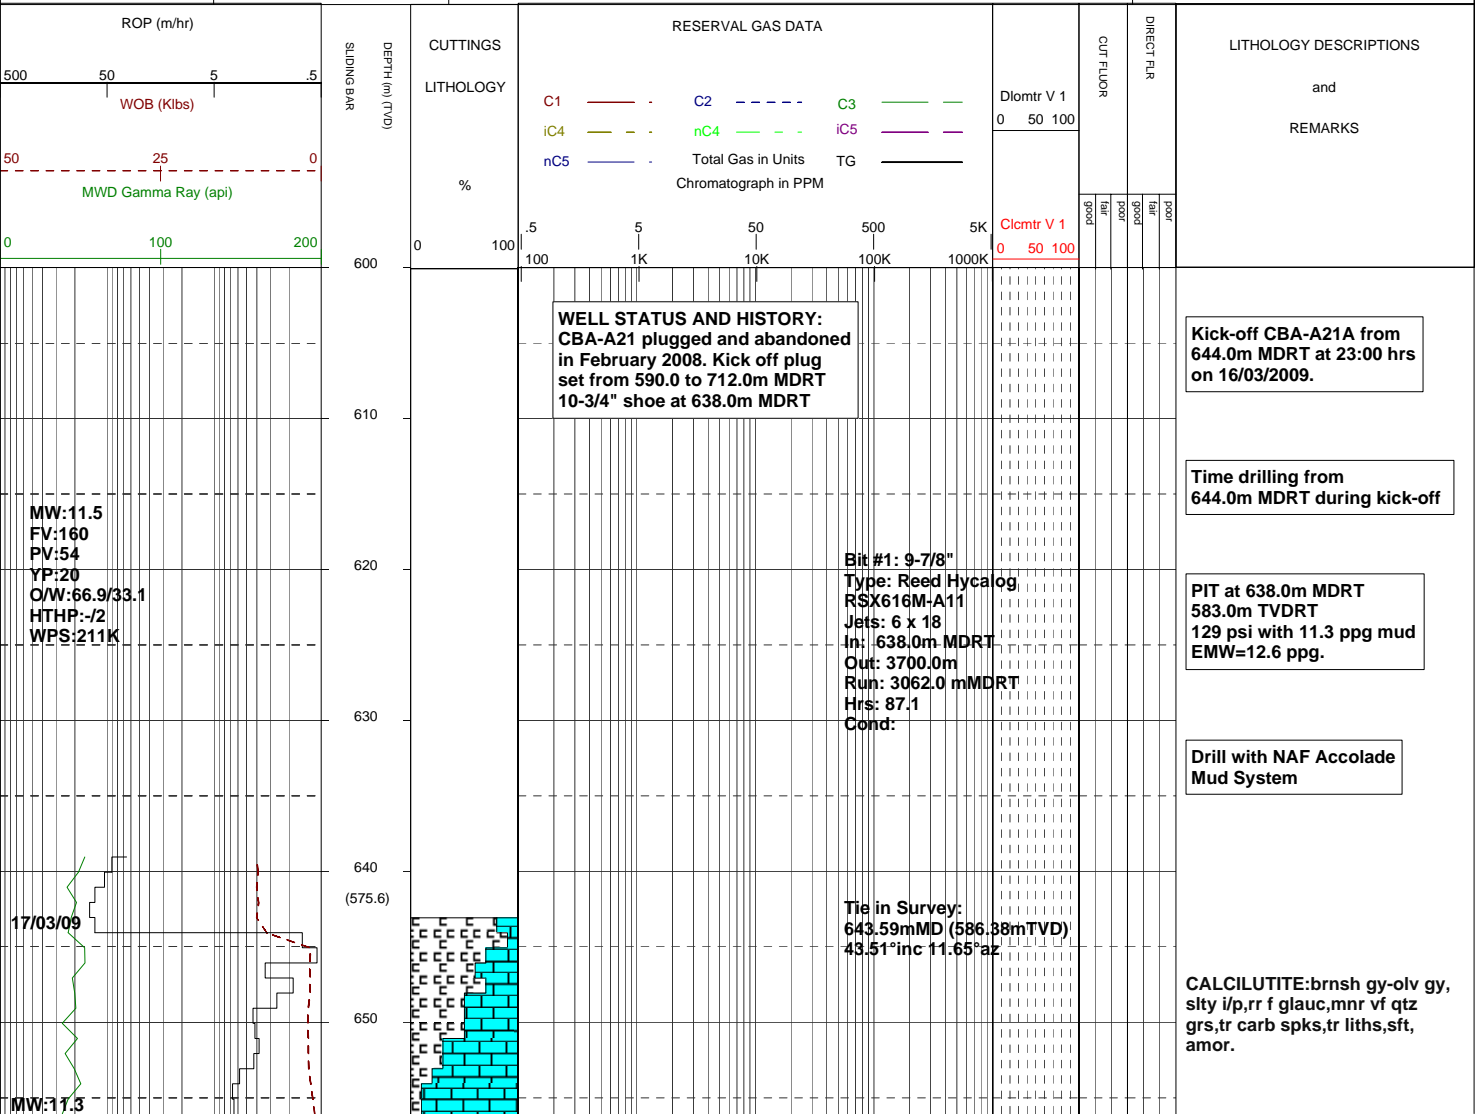 ROP (m/hr)
500 50 5 .5
WOB (Klbs)
50 25 0
MWD Gamma Ray (api)
0 100 200
SLIDING BAR
DEPTH (m) (TVD)
CUTTINGS
LITHOLOGY
%
0 100
RESERVAL GAS DATA
C1 C2 C3
iC4 nC4 iC5
nC5 Total Gas in Units TG
Chromatograph in PPM
.5 5 50 500 5K
100 1K 10K 100K 1000K
Dlomtr V 1
0 50 100
Clcmtr V 1
0 50 100
CUT FLUOR
DIRECT FLR
good
fair
poor
good
fair
poor
LITHOLOGY DESCRIPTIONS
and
REMARKS
600
WELL STATUS AND HISTORY:
CBA-A21 plugged and abandoned
in February 2008. Kick off plug
set from 590.0 to 712.0m MDRT
10-3/4" shoe at 638.0m MDRT
Kick-off CBA-A21A from
644.0m MDRT at 23:00 hrs
on 16/03/2009.
610
Time drilling from
644.0m MDRT during kick-off
MW:11.5
FV:160
PV:54
YP:20
O/W:66.9/33.1
HTHP:-/2
WPS:211K
620
Bit #1: 9-7/8"
Type: Reed Hycalog
RSX616M-A11
Jets: 6 x 18
In: 638.0m MDRT
Out: 3700.0m
Run: 3062.0 mMDRT
Hrs: 87.1
Cond:
PIT at 638.0m MDRT
583.0m TVDRT
129 psi with 11.3 ppg mud
EMW=12.6 ppg.
630
Drill with NAF Accolade
Mud System
640
(575.6)
17/03/09
Tie in Survey:
643.59mMD (586.38mTVD)
43.51°inc 11.65°az
CALCILUTITE:brnsh gy-olv gy,
slty i/p,rr f glauc,mnr vf qtz
grs,tr carb spks,tr liths,sft,
amor.
650
MW:11.3